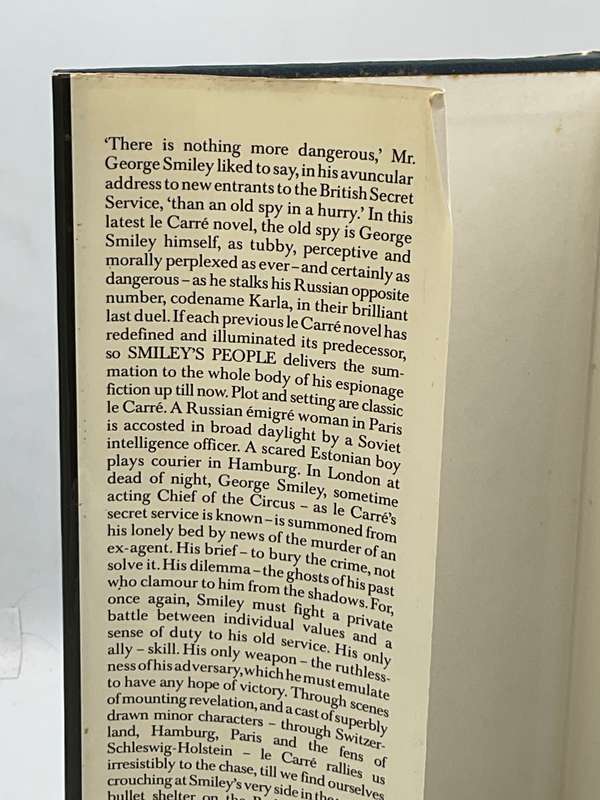 ‘There is nothing more dangerous,’ Mr.
George Smiley liked to say, in his avuncular
address to new entrants to the British Secret
Service, ‘than an old spy in a hurry.’ In this
latest le Carré novel, the old spy is George
Smiley himself, as tubby, perceptive and
morally perplexed as ever – and certainly as
dangerous – as he stalks his Russian opposite
number, codename Karla, in their brilliant
last duel. If each previous le Carré novel has
redefined and illuminated its predecessor,
so SMILEY'S PEOPLE delivers the sum-
mation to the whole body of his espionage
fiction up till now. Plot and setting are classic
le Carré. A Russian émigré woman in Paris
is accosted in broad daylight by a Soviet
intelligence officer. A scared Estonian boy
plays courier in Hamburg. In London at
dead of night, George Smiley, sometime
acting Chief of the Circus – as le Carré's
secret service is known – is summoned from
his lonely bed by news of the murder of an
ex-agent. His brief – to bury the crime, not
solve it. His dilemma – the ghosts of his past
who clamour to him from the shadows. For,
once again, Smiley must fight a private
battle between individual values and a
sense of duty to his old service. His only
ally – skill. His only weapon – the ruthless-
ness of his adversary, which he must emulate
to have any hope of victory. Through scenes
of mounting revelation, and a cast of superbly
drawn minor characters – through Switzer-
land, Hamburg, Paris and the fens of
Schleswig-Holstein – le Carré rallies us
irresistibly to the chase, till we find ourselves
crouching at Smiley's very side in the
bullet shelter on the